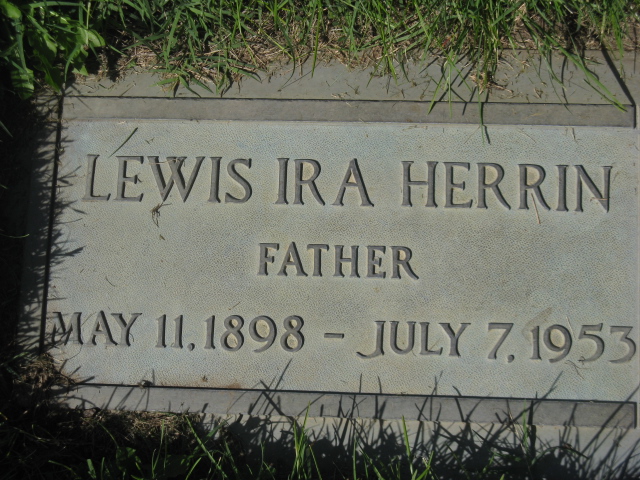 LEWIS IRA HERRIN
FATHER
MAY 11, 1898 – JULY 7, 1953